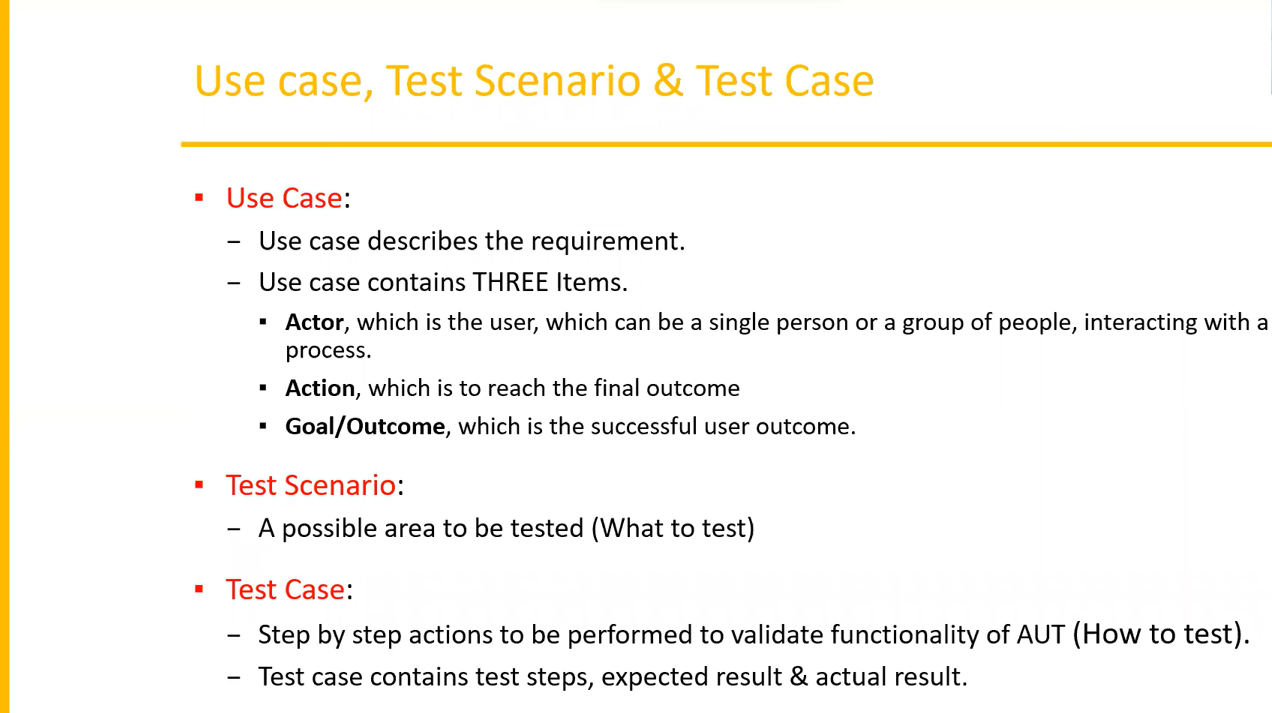 Use case, Test Scenario & Test Case
▪ Use Case:
– Use case describes the requirement.
– Use case contains THREE Items.
▪ Actor, which is the user, which can be a single person or a group of people, interacting with a
process.
▪ Action, which is to reach the final outcome
▪ Goal/Outcome, which is the successful user outcome.
▪ Test Scenario:
– A possible area to be tested (What to test)
▪ Test Case:
– Step by step actions to be performed to validate functionality of AUT (How to test).
– Test case contains test steps, expected result & actual result.